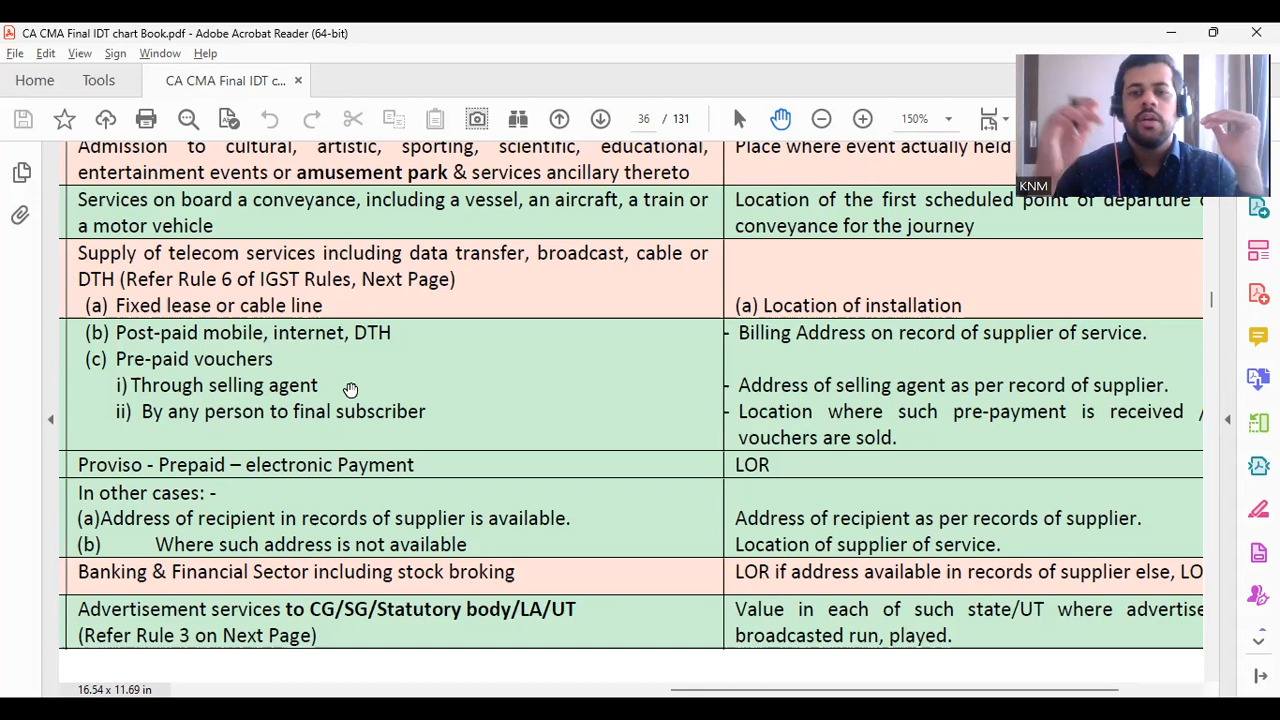 CA CMA Final IDT chart Book.pdf - Adobe Acrobat Reader (64-bit)
File Edit View Sign Window Help
Home Tools CA CMA Final IDT c... ×
36 / 131
150%
KNM
Admission to cultural, artistic, sporting, scientific, educational,
entertainment events or amusement park & services ancillary thereto
Place where event actually held
Services on board a conveyance, including a vessel, an aircraft, a train or
a motor vehicle
Location of the first scheduled point of departure
conveyance for the journey
Supply of telecom services including data transfer, broadcast, cable or
DTH (Refer Rule 6 of IGST Rules, Next Page)
(a) Fixed lease or cable line
(a) Location of installation
(b) Post-paid mobile, internet, DTH
- Billing Address on record of supplier of service.
(c) Pre-paid vouchers
i) Through selling agent
- Address of selling agent as per record of supplier.
ii) By any person to final subscriber
- Location where such pre-payment is received /
vouchers are sold.
Proviso - Prepaid – electronic Payment
LOR
In other cases: -
(a)Address of recipient in records of supplier is available.
Address of recipient as per records of supplier.
(b) Where such address is not available
Location of supplier of service.
Banking & Financial Sector including stock broking
LOR if address available in records of supplier else, LO
Advertisement services to CG/SG/Statutory body/LA/UT
(Refer Rule 3 on Next Page)
Value in each of such state/UT where advertise
broadcasted run, played.
16.54 x 11.69 in